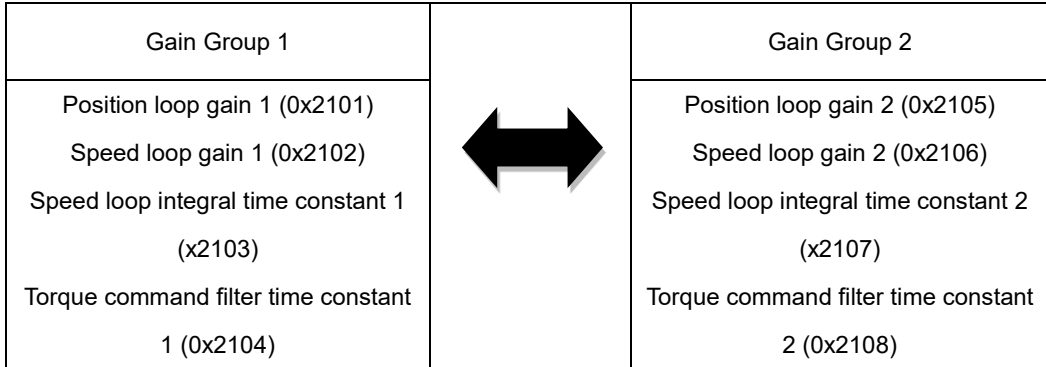 Gain Group 1
Position loop gain 1 (0x2101)
Speed loop gain 1 (0x2102)
Speed loop integral time constant 1
(x2103)
Torque command filter time constant
1 (0x2104)
Gain Group 2
Position loop gain 2 (0x2105)
Speed loop gain 2 (0x2106)
Speed loop integral time constant 2
(x2107)
Torque command filter time constant
2 (0x2108)